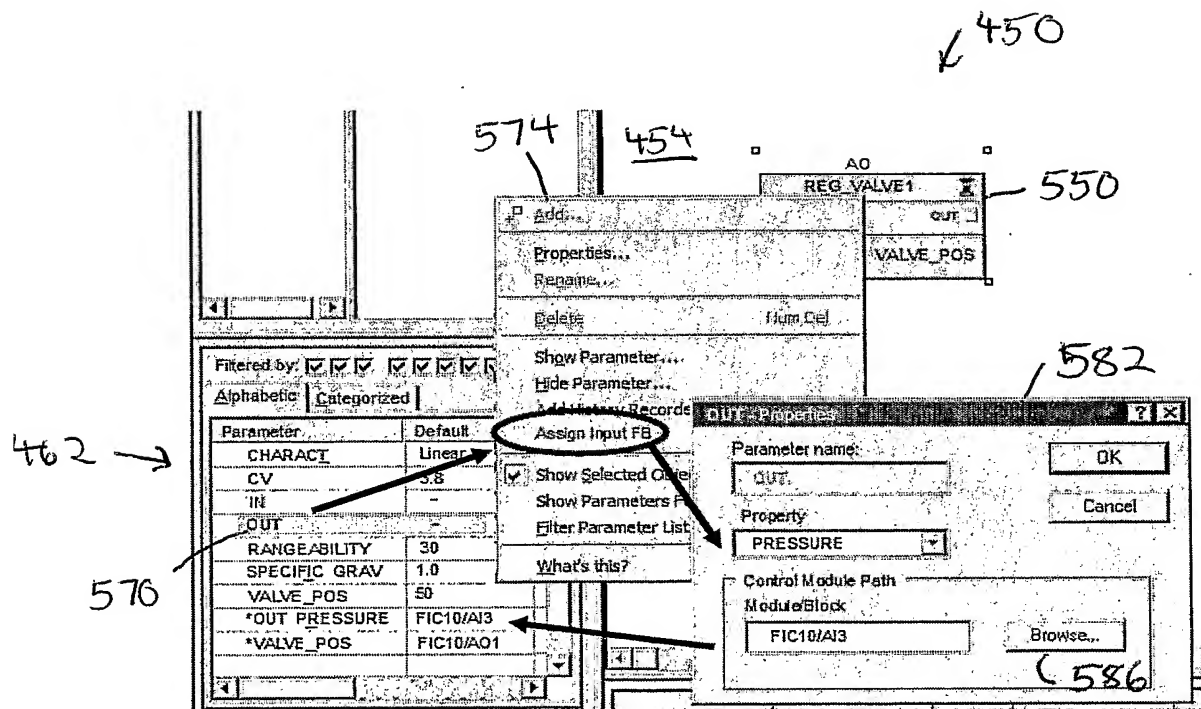 450
574
454
AO
REG_VALVE1
550
OUT
VALVE_POS
Add...
Properties...
Rename...
Delete Num Del
Show Parameter...
Hide Parameter...
Add History Recorde
Assign Input FB
Show Selected Obje
Show Parameters F
Filter Parameter List
What's this?
Filtered by:
Alphabetic Categorized
462
Parameter Default
CHARACT Linear
CV 3.8
IN -
OUT -
RANGEABILITY 30
SPECIFIC GRAV 1.0
VALVE_POS 50
*OUT PRESSURE FIC10/AI3
*VALVE_POS FIC10/AO1
570
582
OUT - Properties ? X
Parameter name:
OUT
OK
Cancel
Property
PRESSURE
Control Module Path
Module/Block
FIC10/AI3
Browse...
586